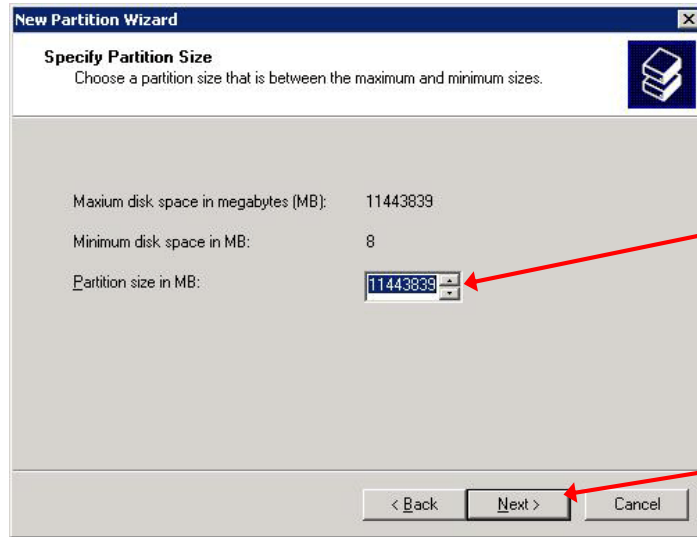 New Partition Wizard
Specify Partition Size
Choose a partition size that is between the maximum and minimum sizes.
Maxium disk space in megabytes (MB): 11443839
Minimum disk space in MB: 8
Partition size in MB: 11443839
< Back Next > Cancel